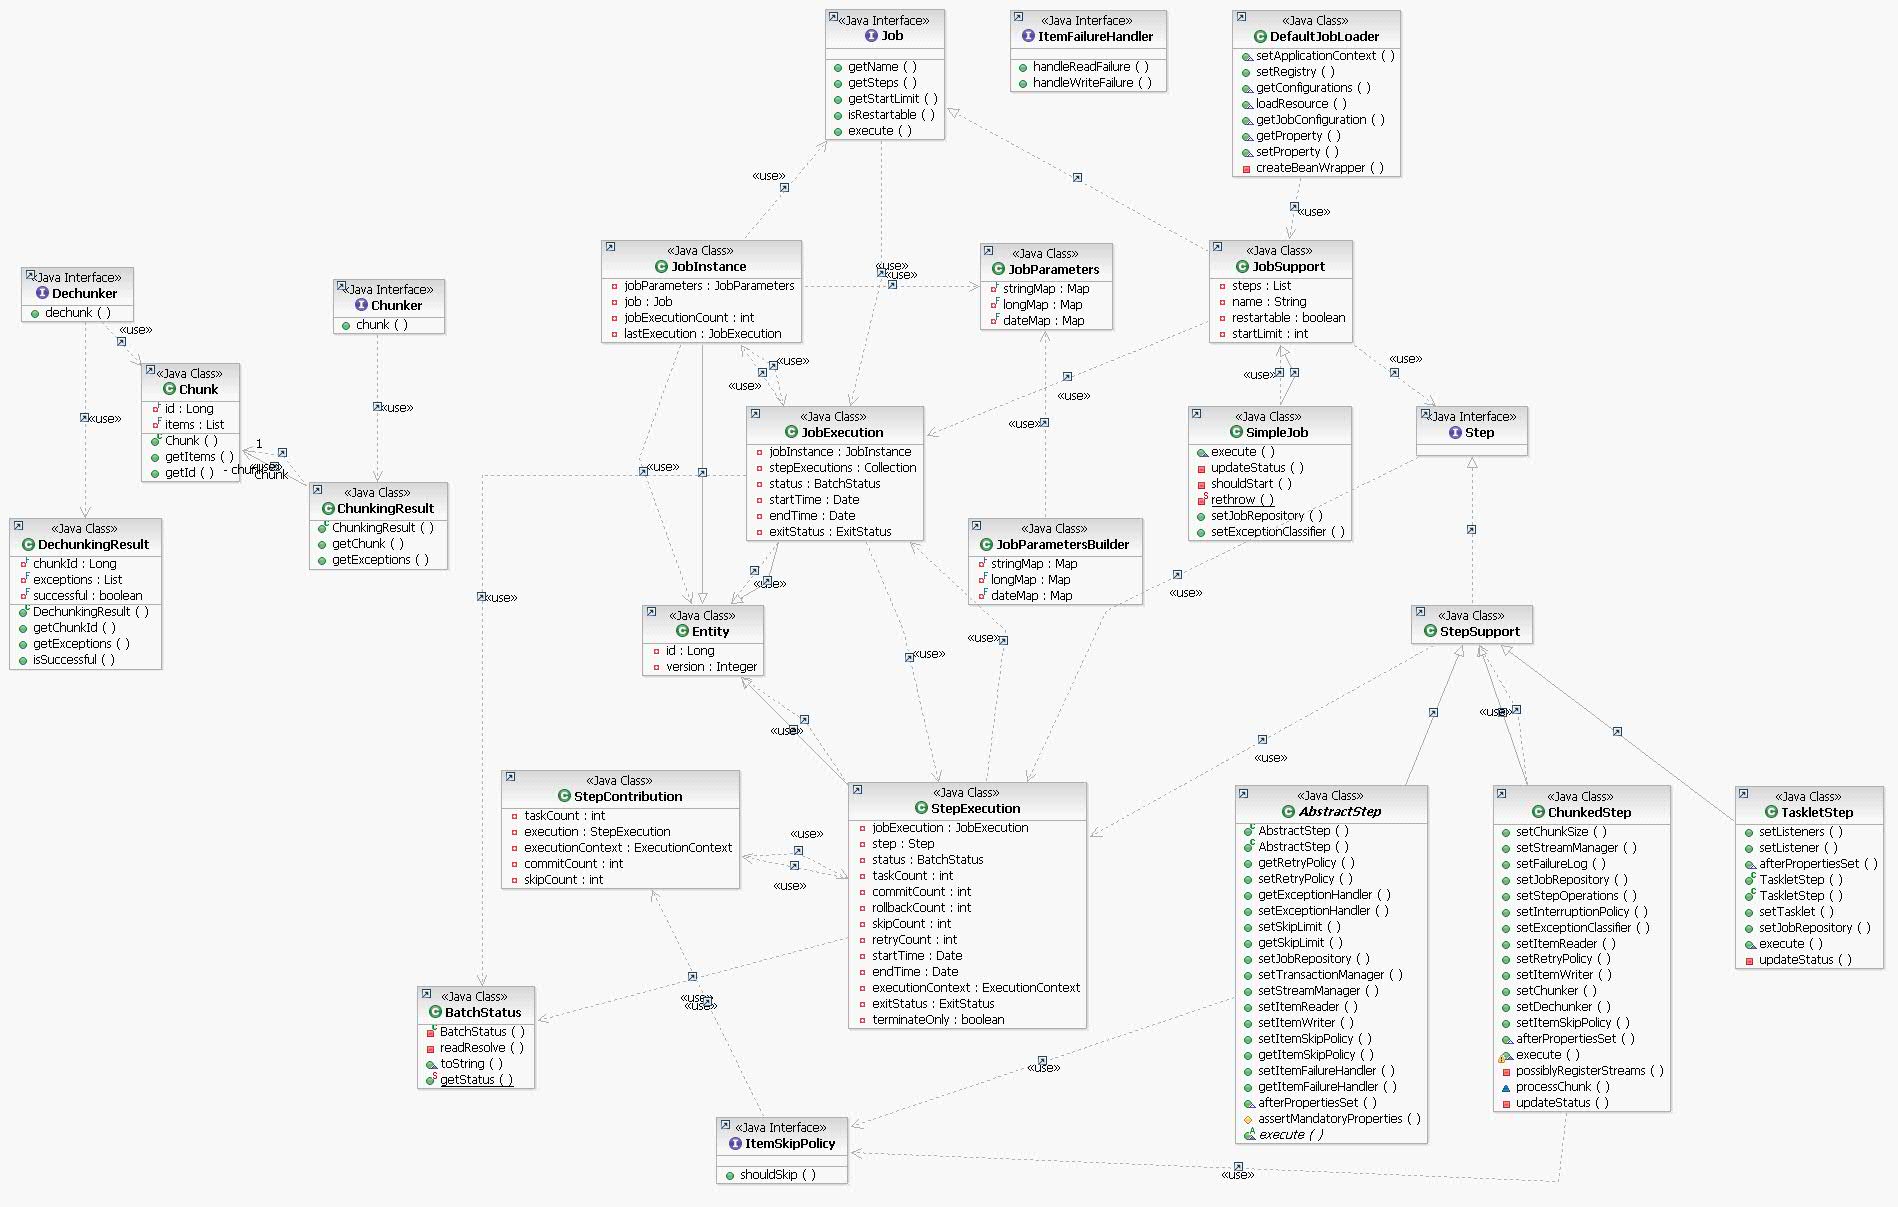 «Java Interface»
Job
getName ( )
getSteps ( )
getStartLimit ( )
isRestartable ( )
execute ( )
«Java Interface»
ItemFailureHandler
handleReadFailure ( )
handleWriteFailure ( )
«Java Class»
DefaultJobLoader
setApplicationContext ( )
setRegistry ( )
getConfigurations ( )
loadResource ( )
getJobConfiguration ( )
getProperty ( )
setProperty ( )
createBeanWrapper ( )
«use»
«use»
«Java Class»
JobInstance
jobParameters : JobParameters
job : Job
jobExecutionCount : int
lastExecution : JobExecution
«use»
«use»
«Java Class»
JobParameters
stringMap : Map
longMap : Map
dateMap : Map
«Java Class»
JobSupport
steps : List
name : String
restartable : boolean
startLimit : int
«Java Interface»
Dechunker
dechunk ( )
«Java Interface»
Chunker
chunk ( )
«use»
«use»
«use»
«use»
«use»
«use»
«Java Class»
Chunk
id : Long
items : List
Chunk ( )
getItems ( )
getId ( )
«use»
«use»
1
- chunk
«use»
Chunk
«Java Class»
ChunkingResult
ChunkingResult ( )
getChunk ( )
getExceptions ( )
«Java Class»
DechunkingResult
chunkId : Long
exceptions : List
successful : boolean
DechunkingResult ( )
getChunkId ( )
getExceptions ( )
isSuccessful ( )
«Java Class»
JobExecution
jobInstance : JobInstance
stepExecutions : Collection
status : BatchStatus
startTime : Date
endTime : Date
exitStatus : ExitStatus
«use»
«use»
«Java Class»
SimpleJob
execute ( )
updateStatus ( )
shouldStart ( )
rethrow ( )
setJobRepository ( )
setExceptionClassifier ( )
«Java Interface»
Step
«Java Class»
JobParametersBuilder
stringMap : Map
longMap : Map
dateMap : Map
«use»
«use»
«use»
«Java Class»
Entity
id : Long
version : Integer
«use»
«use»
«Java Class»
StepSupport
«use»
«use»
«use»
«Java Class»
StepContribution
taskCount : int
execution : StepExecution
executionContext : ExecutionContext
commitCount : int
skipCount : int
«use»
«use»
«Java Class»
StepExecution
jobExecution : JobExecution
step : Step
status : BatchStatus
taskCount : int
commitCount : int
rollbackCount : int
skipCount : int
retryCount : int
startTime : Date
endTime : Date
executionContext : ExecutionContext
exitStatus : ExitStatus
terminateOnly : boolean
«Java Class»
AbstractStep
AbstractStep ( )
AbstractStep ( )
getRetryPolicy ( )
setRetryPolicy ( )
getExceptionHandler ( )
setExceptionHandler ( )
setSkipLimit ( )
getSkipLimit ( )
setJobRepository ( )
setTransactionManager ( )
setStreamManager ( )
setItemReader ( )
setItemWriter ( )
setItemSkipPolicy ( )
getItemSkipPolicy ( )
setItemFailureHandler ( )
getItemFailureHandler ( )
afterPropertiesSet ( )
assertMandatoryProperties ( )
execute ( )
«Java Class»
ChunkedStep
setChunkSize ( )
setStreamManager ( )
setFailureLog ( )
setJobRepository ( )
setStepOperations ( )
setInterruptionPolicy ( )
setExceptionClassifier ( )
setItemReader ( )
setRetryPolicy ( )
setItemWriter ( )
setChunker ( )
setDechunker ( )
setItemSkipPolicy ( )
afterPropertiesSet ( )
execute ( )
possiblyRegisterStreams ( )
processChunk ( )
updateStatus ( )
«Java Class»
TaskletStep
setListeners ( )
setListener ( )
afterPropertiesSet ( )
TaskletStep ( )
TaskletStep ( )
setTasklet ( )
setJobRepository ( )
execute ( )
updateStatus ( )
«use»
«use»
«Java Class»
BatchStatus
BatchStatus ( )
readResolve ( )
toString ( )
getStatus ( )
«use»
«Java Interface»
ItemSkipPolicy
shouldSkip ( )
«use»